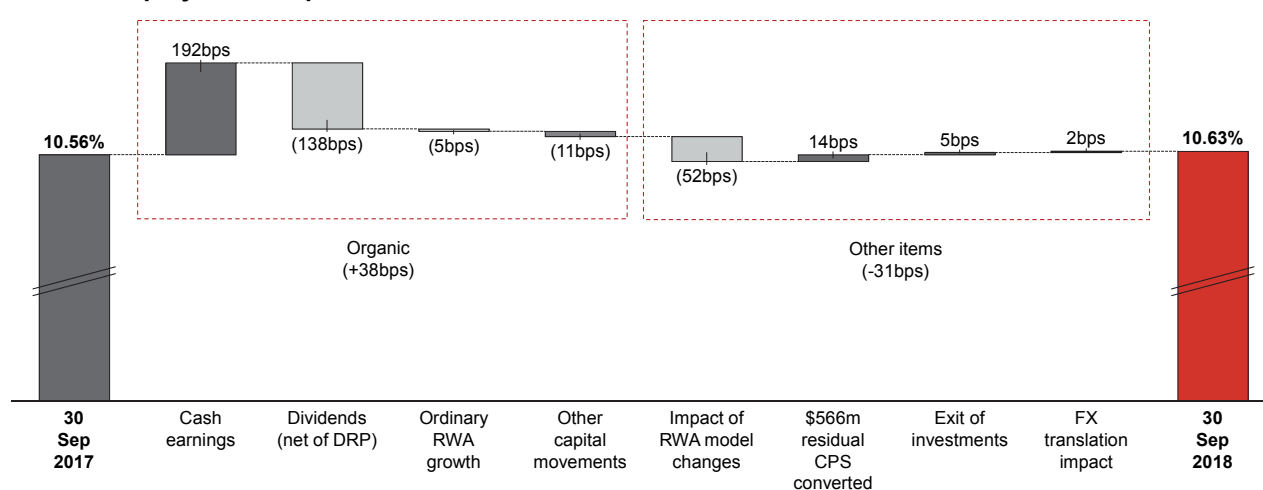 192bps
10.56%
(138bps)
(5bps)
(11bps)
(52bps)
14bps
5bps
2bps
10.63%
Organic
(+38bps)
Other items
(-31bps)
30
Sep
2017
Cash
earnings
Dividends
(net of DRP)
Ordinary
RWA
growth
Other
capital
movements
Impact of
RWA model
changes
$566m
residual
CPS
converted
Exit of
investments
FX
translation
impact
30
Sep
2018